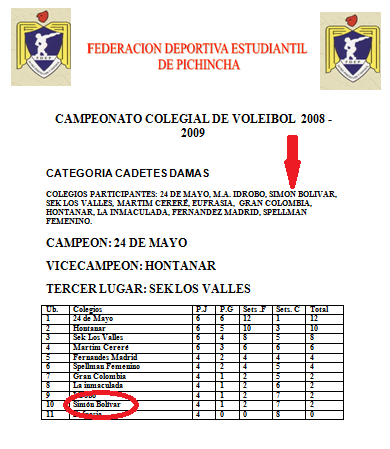 FEDERACION DEPORTIVA ESTUDIANTIL
DE PICHINCHA
CAMPEONATO COLEGIAL DE VOLEIBOL 2008 -
2009
CATEGORIA CADETES DAMAS
COLEGIOS PARTICIPANTES: 24 DE MAYO, M.A. IDROBO, SIMON BOLIVAR,
SEK LOS VALLES, MARTIM CERERÉ, EUFRASIA, GRAN COLOMBIA,
HONTANAR, LA INMACULADA, FERNANDEZ MADRID, SPELLMAN
FEMENINO.
CAMPEON: 24 DE MAYO
VICECAMPEON: HONTANAR
TERCER LUGAR: SEK LOS VALLES
Ub. Colegios P.J P.G Sets .F Sets. C Total
1 24 de Mayo 6 6 12 1 12
2 Hontanar 6 5 10 3 10
3 Sek Los Valles 6 4 8 5 8
4 Martim Cereré 6 3 6 6 6
5 Fernandes Madrid 4 2 4 4 4
6 Spellman Femenino 4 2 4 5 4
7 Gran Colombia 4 1 2 5 2
8 La inmaculada 4 1 2 6 2
9 4 1 2 7 2
10 Simón Bolívar 4 1 2 7 2
11 4 0 0 8 0